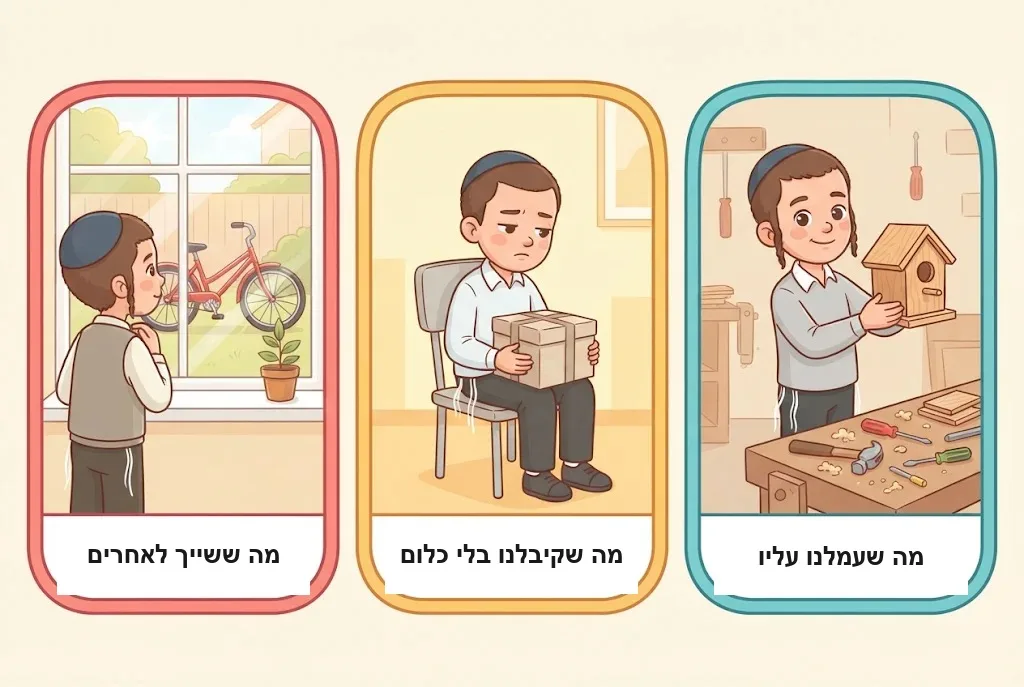 מה שעמלנו עליו
מה שקיבלנו בלי כלום
מה ששייך לאחרים